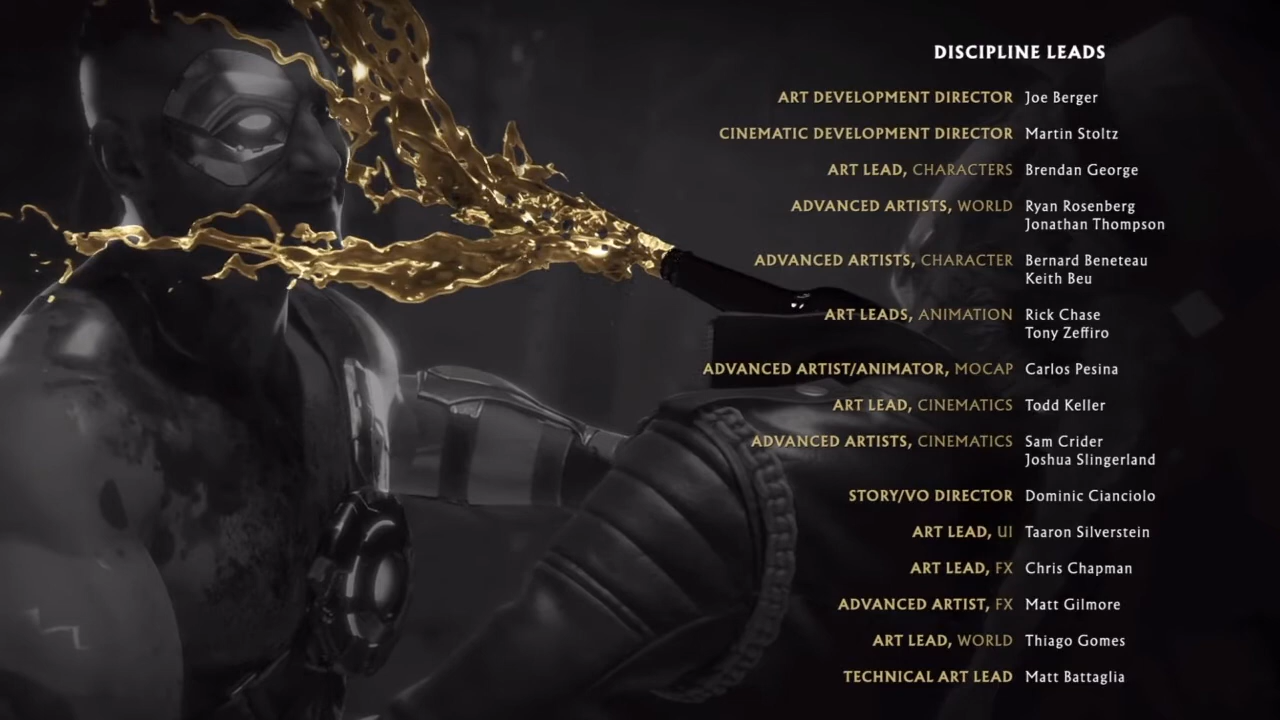 DISCIPLINE LEADS
ART DEVELOPMENT DIRECTOR Joe Berger
CINEMATIC DEVELOPMENT DIRECTOR Martin Stoltz
ART LEAD, CHARACTERS Brendan George
ADVANCED ARTISTS, WORLD Ryan Rosenberg
Jonathan Thompson
ADVANCED ARTISTS, CHARACTER Bernard Beneteau
Keith Beu
ART LEADS, ANIMATION Rick Chase
Tony Zeffiro
ADVANCED ARTIST/ANIMATOR, MOCAP Carlos Pesina
ART LEAD, CINEMATICS Todd Keller
ADVANCED ARTISTS, CINEMATICS Sam Crider
Joshua Slingerland
STORY/VO DIRECTOR Dominic Cianciolo
ART LEAD, UI Taaron Silverstein
ART LEAD, FX Chris Chapman
ADVANCED ARTIST, FX Matt Gilmore
ART LEAD, WORLD Thiago Gomes
TECHNICAL ART LEAD Matt Battaglia